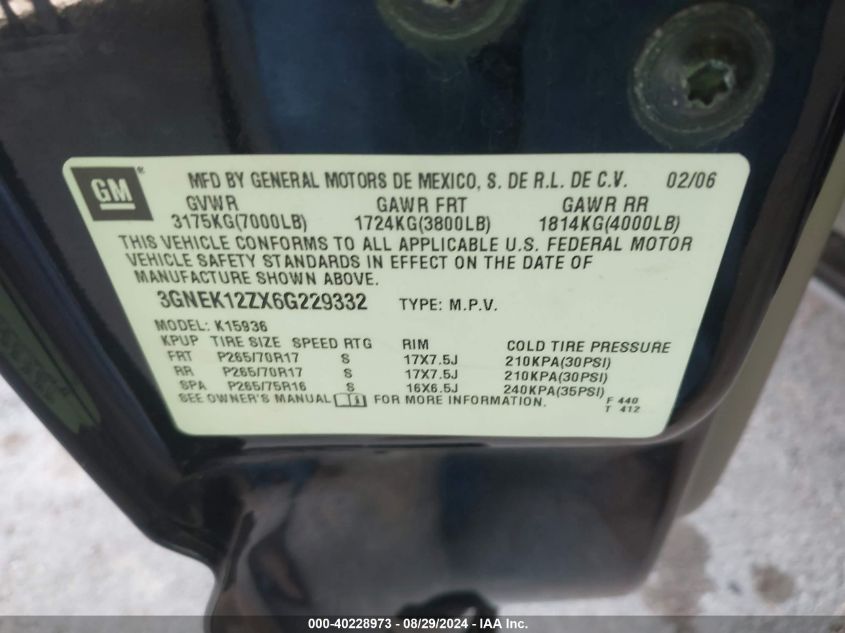 GM ® MFD BY GENERAL MOTORS DE MEXICO, S. DE R.L. DE C.V. 02/06
GVWR GAWR FRT GAWR RR
3175KG(7000LB) 1724KG(3800LB) 1814KG(4000LB)
THIS VEHICLE CONFORMS TO ALL APPLICABLE U.S. FEDERAL MOTOR
VEHICLE SAFETY STANDARDS IN EFFECT ON THE DATE OF
MANUFACTURE SHOWN ABOVE.
3GNEK12ZX6G229332 TYPE: M.P.V.
MODEL: K15936
KPUP TIRE SIZE SPEED RTG RIM COLD TIRE PRESSURE
FRT P265/70R17 S 17X7.5J 210KPA(30PSI)
RR P265/70R17 S 17X7.5J 210KPA(30PSI)
SPA P265/75R16 S 16X6.5J 240KPA(35PSI)
SEE OWNER'S MANUAL FOR MORE INFORMATION.
F 440
T 412
000-40228973 - 08/29/2024 - IAA Holdings, LLC.